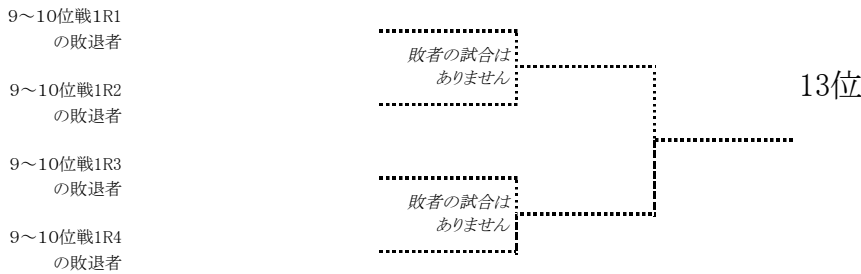 9～10位戦1R1
の敗退者
敗者の試合は
ありません
9～10位戦1R2
の敗退者
13位
9～10位戦1R3
の敗退者
敗者の試合は
ありません
9～10位戦1R4
の敗退者